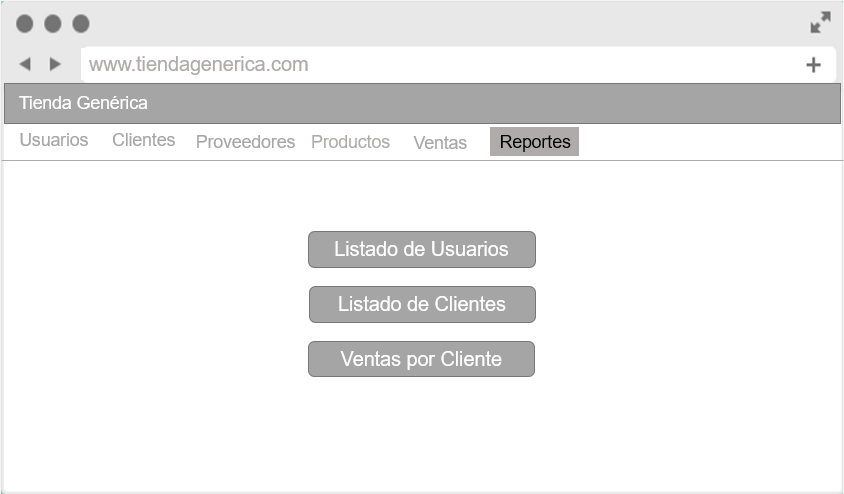 www.tiendagenerica.com
Tienda Genérica
Usuarios Clientes Proveedores Productos Ventas Reportes
Listado de Usuarios
Listado de Clientes
Ventas por Cliente